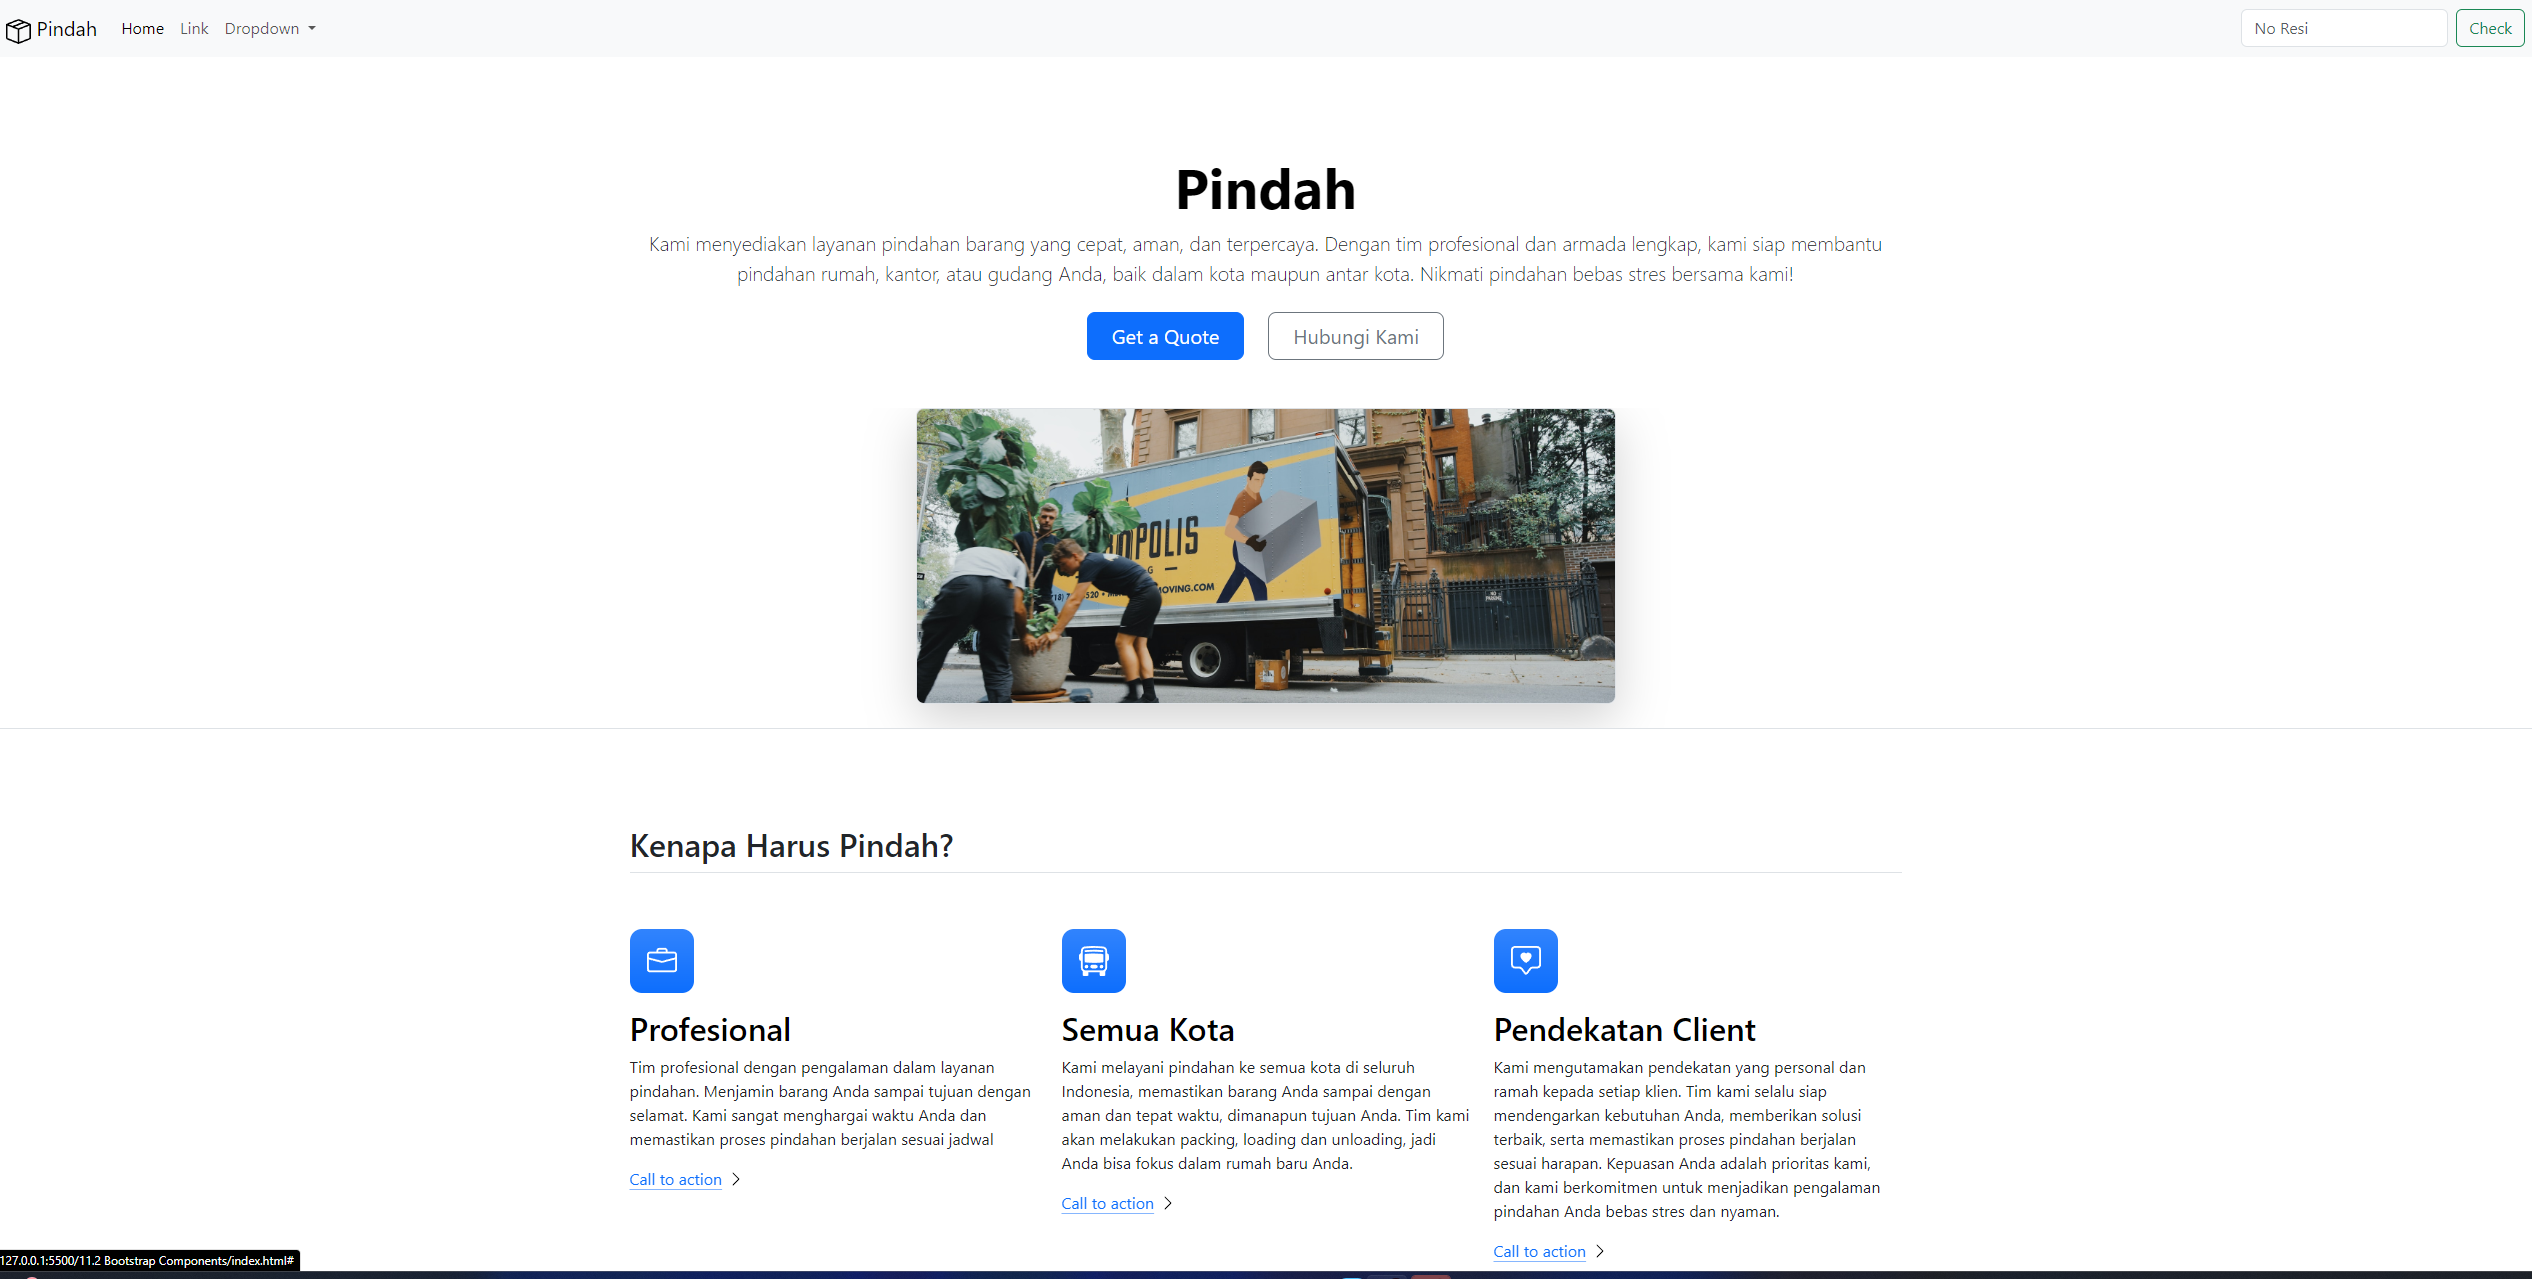 Pindah Home Link Dropdown No Resi Check
Pindah
Kami menyediakan layanan pindahan barang yang cepat, aman, dan terpercaya. Dengan tim profesional dan armada lengkap, kami siap membantu
pindahan rumah, kantor, atau gudang Anda, baik dalam kota maupun antar kota. Nikmati pindahan bebas stres bersama kami!
Get a Quote Hubungi Kami
POLIS
MOVING.COM
NO
PARKING
Kenapa Harus Pindah?
Profesional
Tim profesional dengan pengalaman dalam layanan
pindahan. Menjamin barang Anda sampai tujuan dengan
selamat. Kami sangat menghargai waktu Anda dan
memastikan proses pindahan berjalan sesuai jadwal
Call to action
Semua Kota
Kami melayani pindahan ke semua kota di seluruh
Indonesia, memastikan barang Anda sampai dengan
aman dan tepat waktu, dimanapun tujuan Anda. Tim kami
akan melakukan packing, loading dan unloading, jadi
Anda bisa fokus dalam rumah baru Anda.
Call to action
Pendekatan Client
Kami mengutamakan pendekatan yang personal dan
ramah kepada setiap klien. Tim kami selalu siap
mendengarkan kebutuhan Anda, memberikan solusi
terbaik, serta memastikan proses pindahan berjalan
sesuai harapan. Kepuasan Anda adalah prioritas kami,
dan kami berkomitmen untuk menjadikan pengalaman
pindahan Anda bebas stres dan nyaman.
Call to action
127.0.0.1:5500/11.2 Bootstrap Components/index.html#